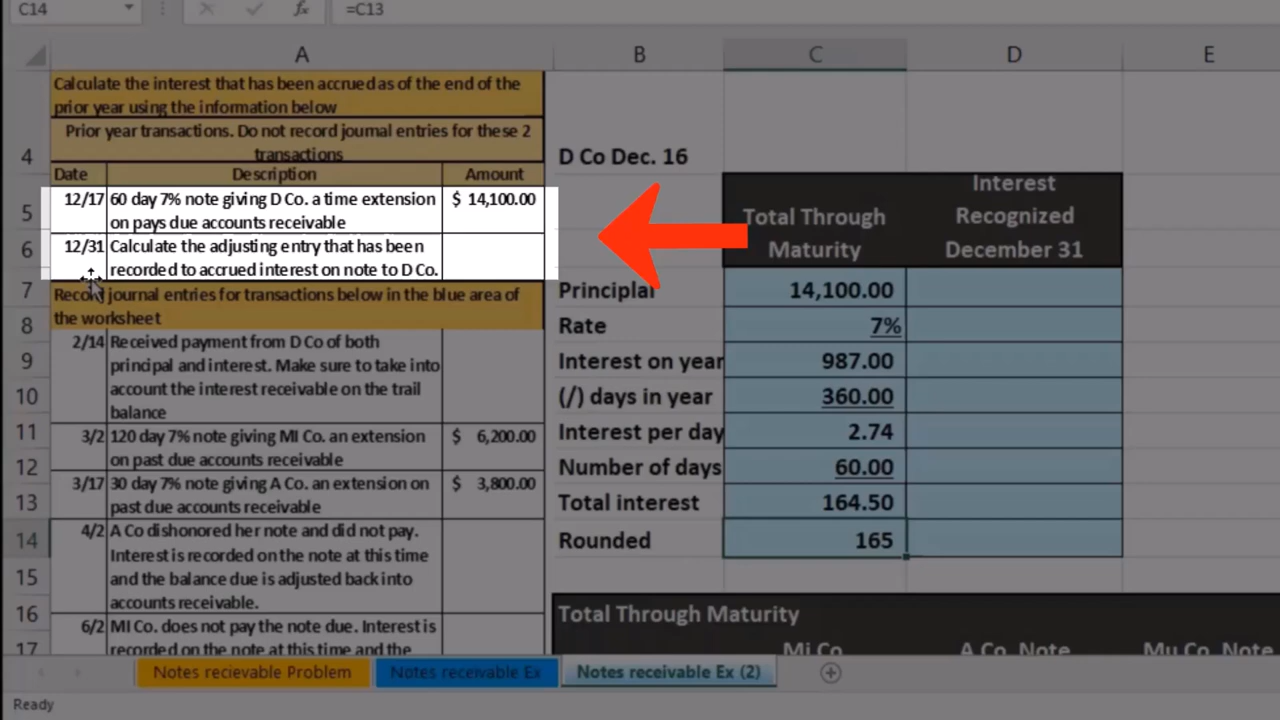 C14 fx =C13
A B C D E
Calculate the interest that has been accrued as of the end of the
prior year using the information below
Prior year transactions. Do not record journal entries for these 2
transactions
4
D Co Dec. 16
Date Description Amount
5
12/17 60 day 7% note giving D Co. a time extension $ 14,100.00
on pays due accounts receivable
6
12/31 Calculate the adjusting entry that has been
recorded to accrued interest on note to D Co.
Total Through
Maturity
Interest
Recognized
December 31
Record journal entries for transactions below in the blue area of
the worksheet
7 Principlal 14,100.00
8 Rate 7%
9 Interest on year 987.00
10 (/) days in year 360.00
11 Interest per day 2.74
12 Number of days 60.00
13 Total interest 164.50
14 Rounded 165
2/14 Received payment from D Co of both
principal and interest. Make sure to take into
account the interest receivable on the trail
balance
3/2 120 day 7% note giving MI Co. an extension $ 6,200.00
on past due accounts receivable
3/17 30 day 7% note giving A Co. an extension on $ 3,800.00
past due accounts receivable
4/2 A Co dishonored her note and did not pay.
Interest is recorded on the note at this time
and the balance due is adjusted back into
accounts receivable.
15
16 Total Through Maturity
6/2 MI Co. does not pay the note due. Interest is
recorded on the note at this time and the
17 Mi Co. A Co. Note Mu Co. Note
Notes recievable Problem Notes receivable Ex Notes receivable Ex (2)
Ready